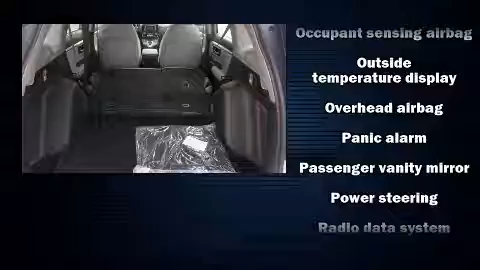 Occupant sensing airbag
Outside
temperature display
Overhead airbag
Panic alarm
Passenger vanity mirror
Power steering
Radio data system